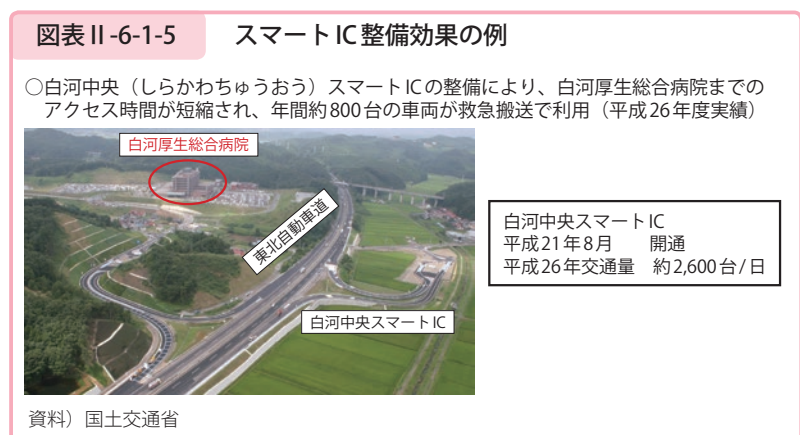 図表Ⅱ-6-1-5 スマートIC整備効果の例
○白河中央（しらかわちゅうおう）スマートICの整備により、白河厚生総合病院までの
アクセス時間が短縮され、年間約800台の車両が救急搬送で利用（平成26年度実績）
白河厚生総合病院
東北自動車道
白河中央スマートIC
白河中央スマートIC
平成21年8月 開通
平成26年交通量 約2,600台/日
資料）国土交通省